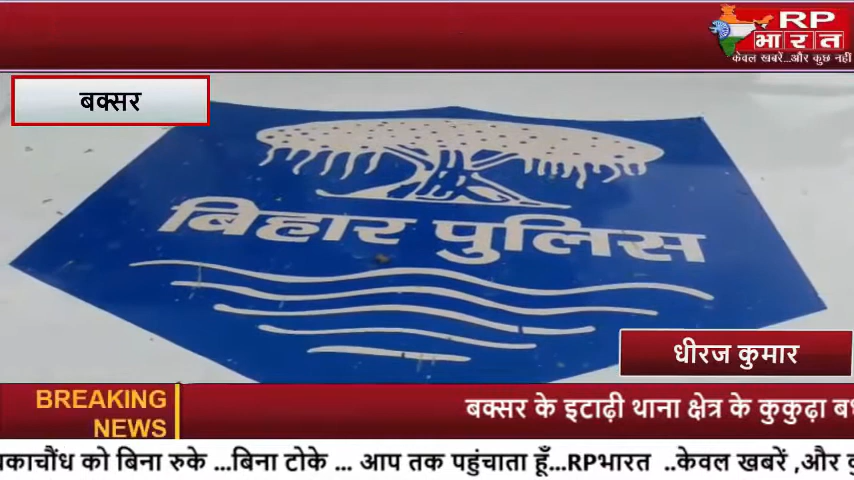 RP
भारत
केवल खबरें...और कुछ नहीं
बक्सर
बिहार पुलिस
धीरज कुमार
BREAKING
NEWS
बक्सर के इटाढ़ी थाना क्षेत्र के कुकुढ़ा
को बिना रुके ...बिना टोके ... आप तक पहुंचाता हूँ...RPभारत ..केवल खबरें ,और